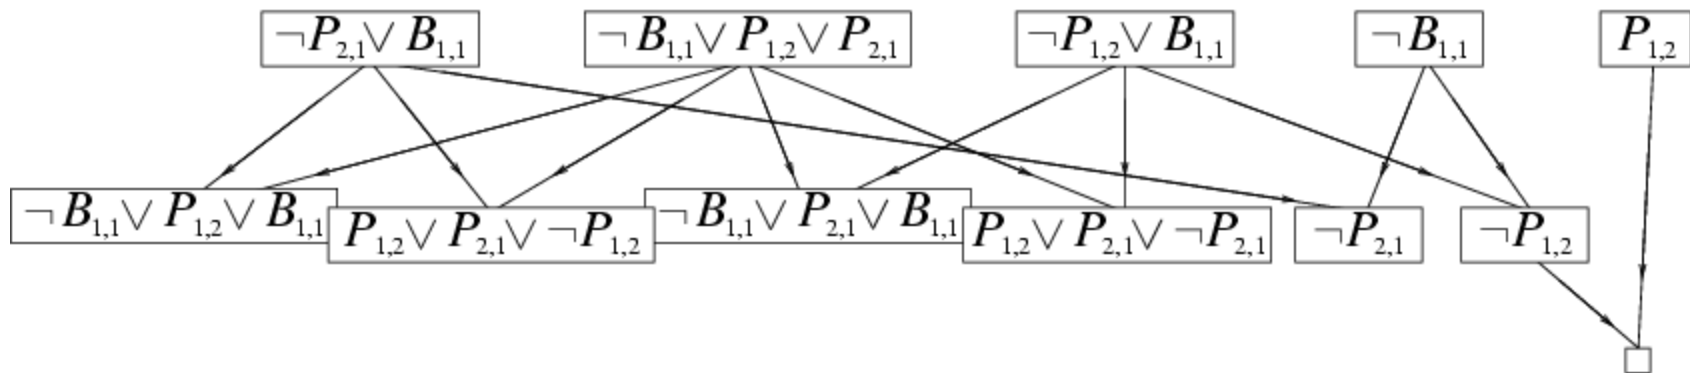 ¬P2,1 ∨ B1,1
¬B1,1 ∨ P1,2 ∨ P2,1
¬P1,2 ∨ B1,1
¬B1,1
P1,2
¬B1,1 ∨ P1,2 ∨ B1,1
P1,2 ∨ P2,1 ∨ ¬P1,2
¬B1,1 ∨ P2,1 ∨ B1,1
P1,2 ∨ P2,1 ∨ ¬P2,1
¬P2,1
¬P1,2